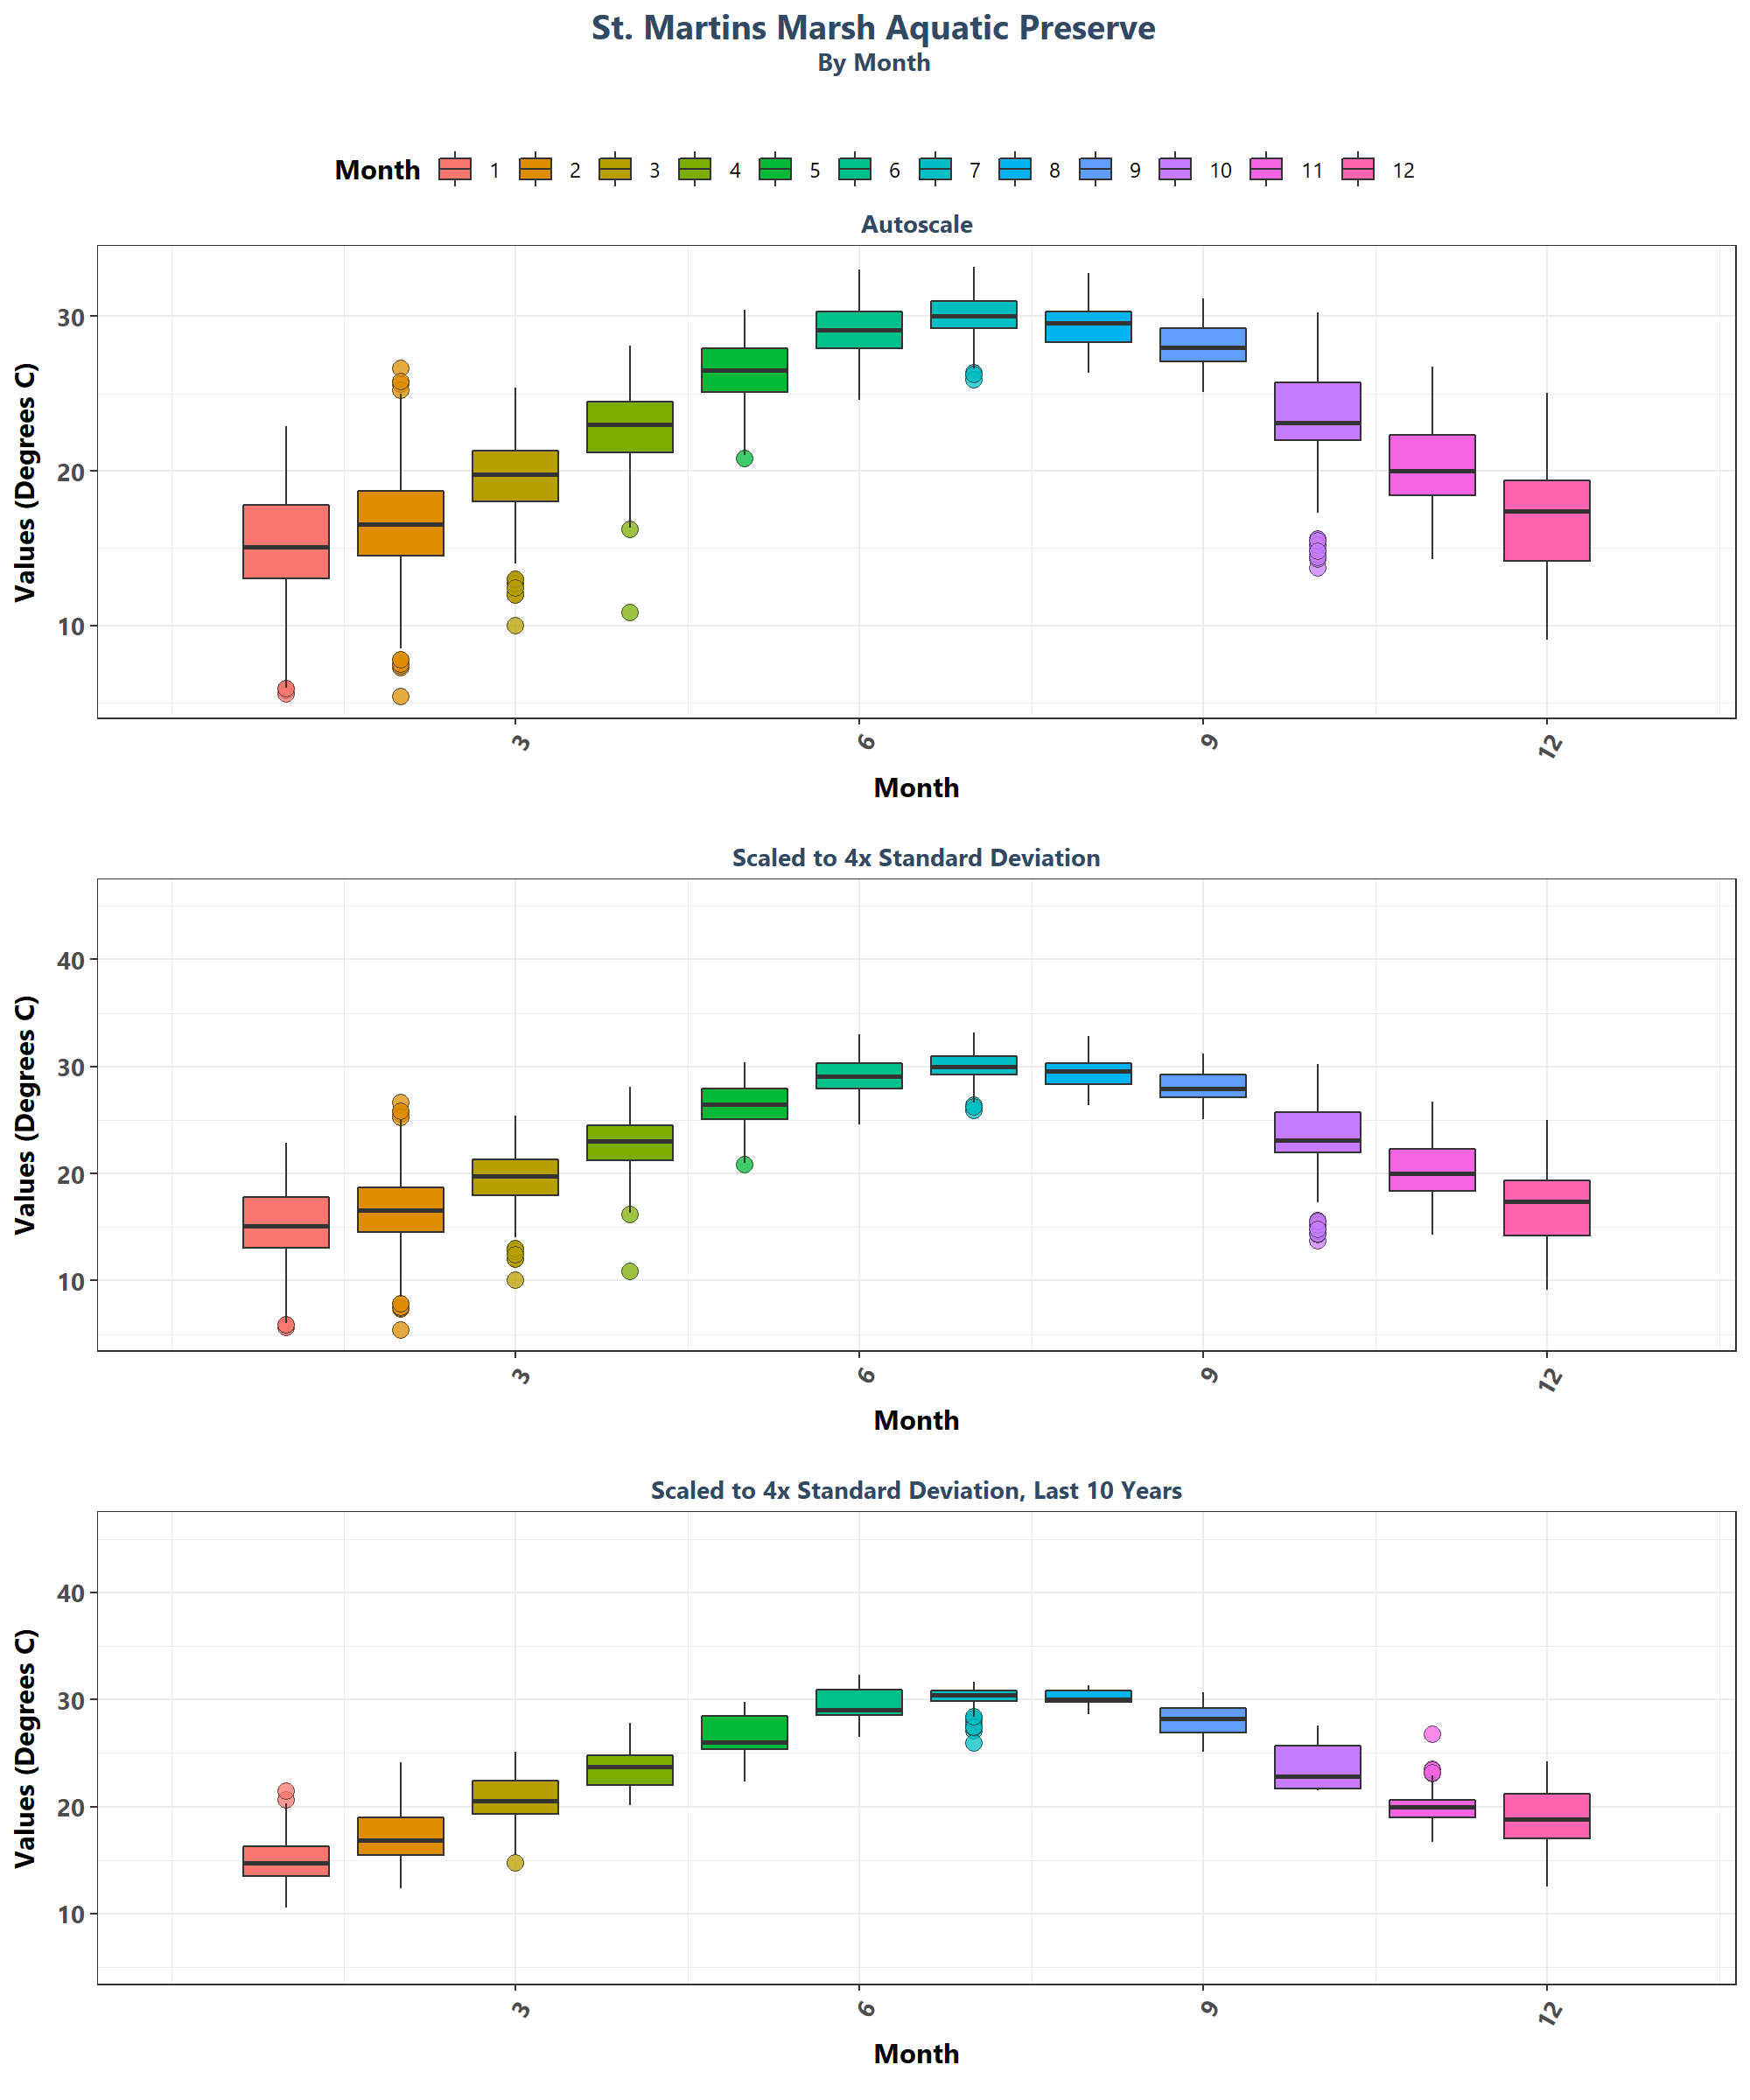 St. Martins Marsh Aquatic Preserve
By Month
Month 1 2 3 4 5 6 7 8 9 10 11 12
Autoscale
Values (Degrees C)
30
20
10
3 6 9 12
Month
Scaled to 4x Standard Deviation
Values (Degrees C)
40
30
20
10
3 6 9 12
Month
Scaled to 4x Standard Deviation, Last 10 Years
Values (Degrees C)
40
30
20
10
3 6 9 12
Month